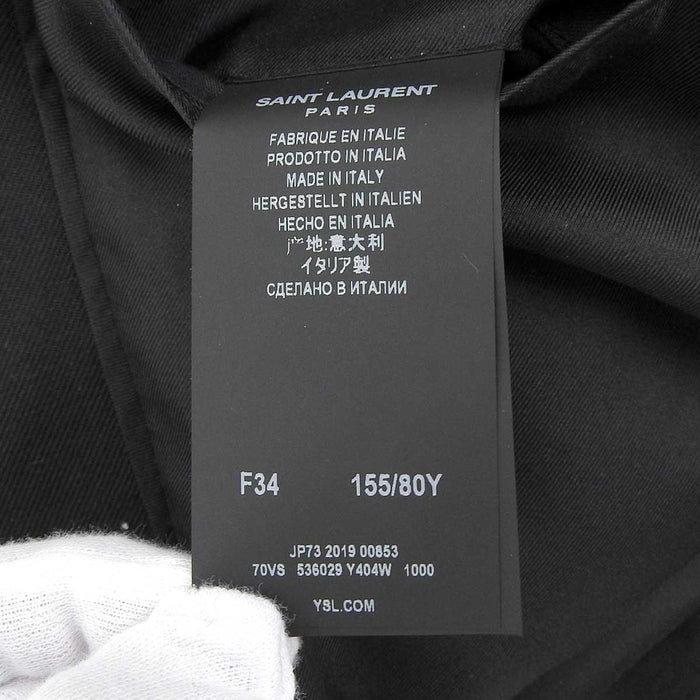 SAINT LAURENT
PARIS
FABRIQUE EN ITALIE
PRODOTTO IN ITALIA
MADE IN ITALY
HERGESTELLT IN ITALIEN
HECHO EN ITALIA
产地:意大利
イタリア製
СДЕЛАНО В ИТАЛИИ
F34 155/80Y
JP73 2019 00853
70VS 536029 Y404W 1000
YSL.COM